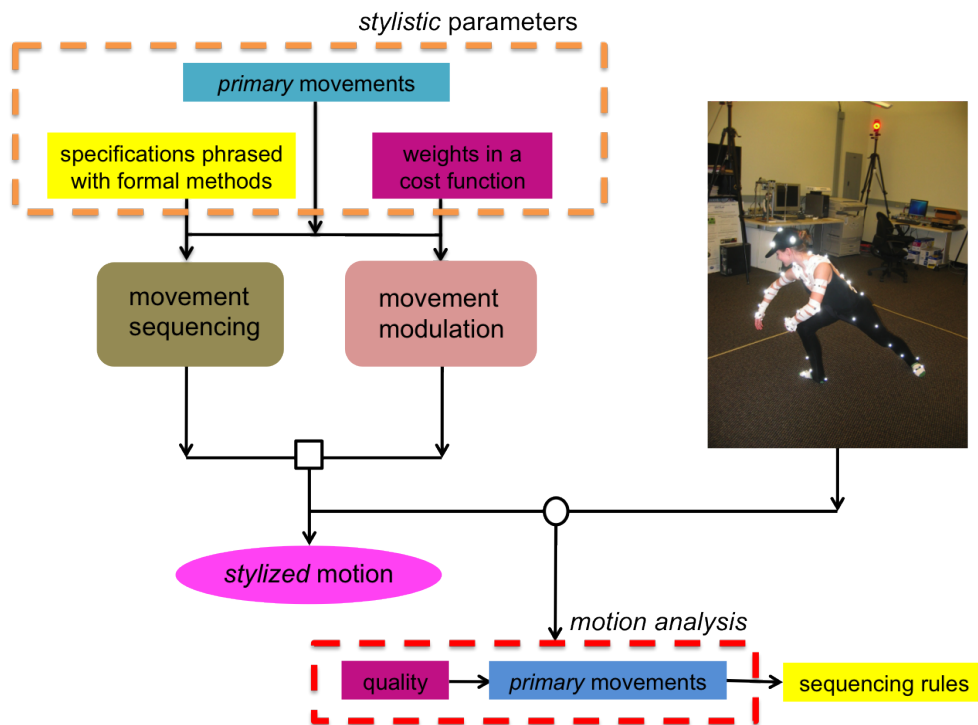 stylistic parameters
primary movements
specifications phrased
with formal methods
weights in a
cost function
movement
sequencing
movement
modulation
stylized motion
motion analysis
quality
primary movements
sequencing rules